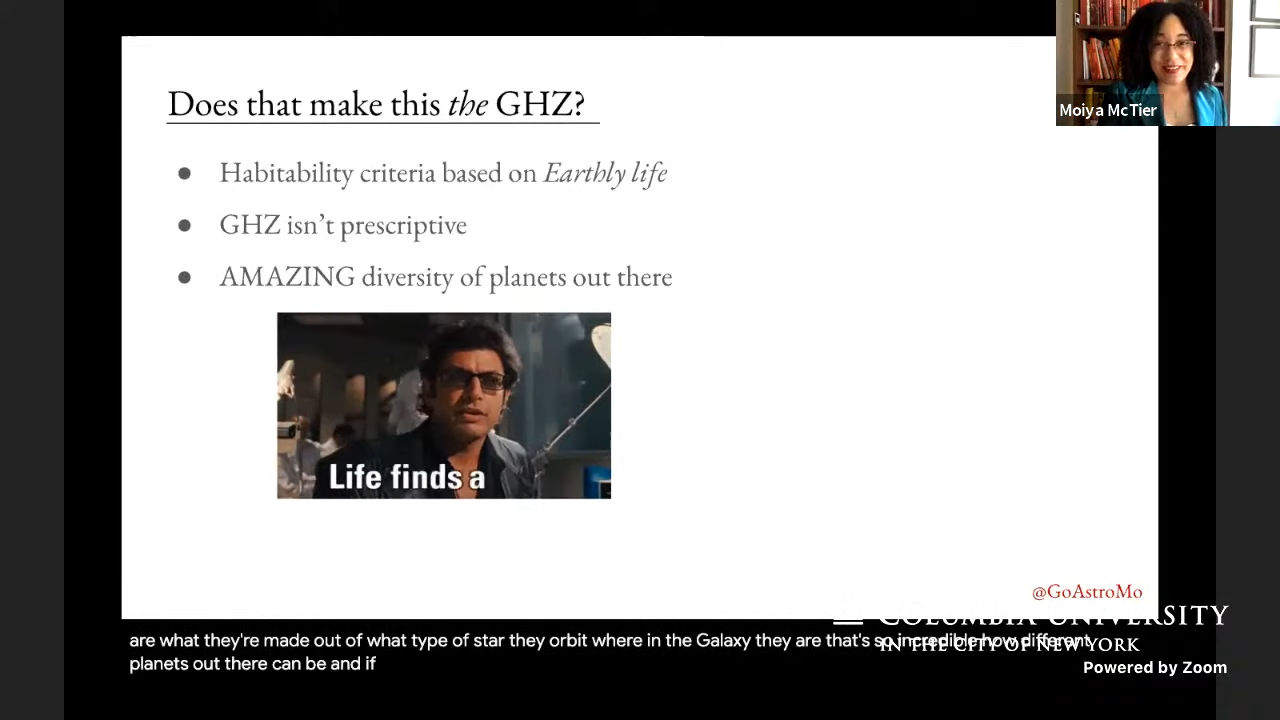 Does that make this the GHZ?
Moiya McTier
● Habitability criteria based on Earthly life
● GHZ isn't prescriptive
● AMAZING diversity of planets out there
Life finds a
@GoAstroMo
COLUMBIA UNIVERSITY
IN THE CITY OF NEW YORK
are what they're made out of what type of star they orbit where in the Galaxy they are that's so incredible how different
planets out there can be and if
Powered by Zoom